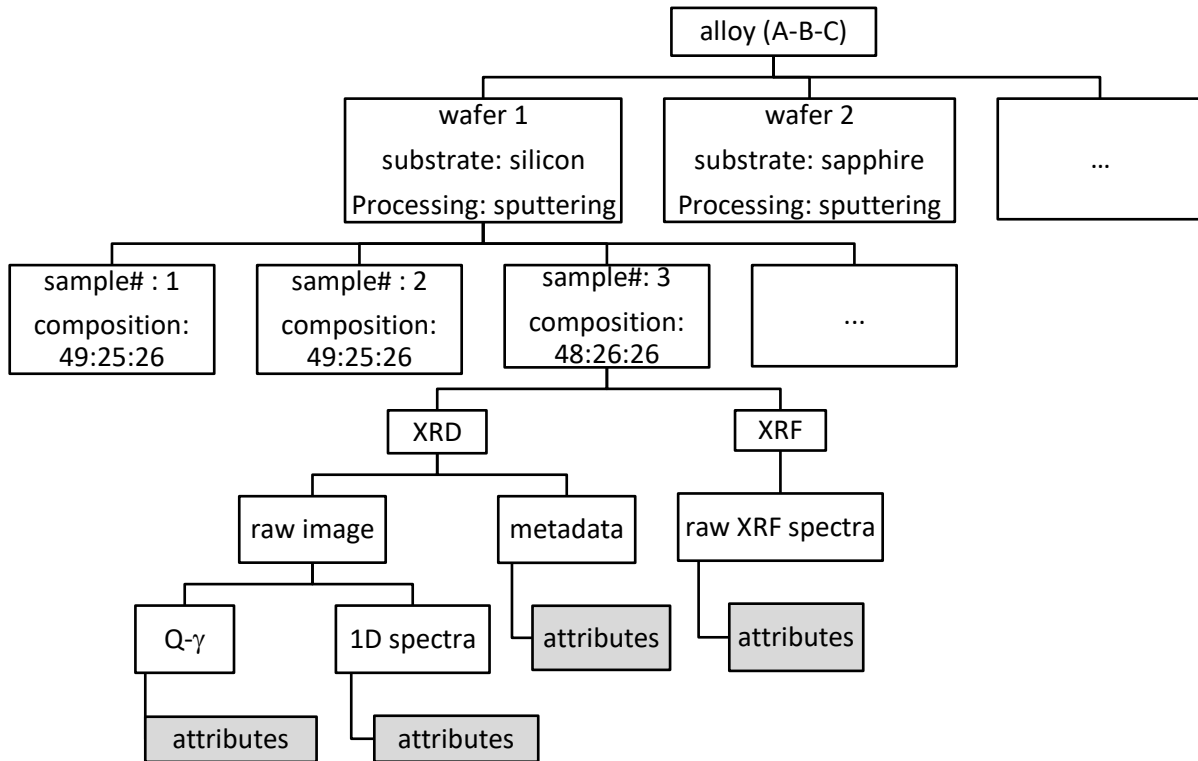 alloy (A-B-C)
wafer 1
substrate: silicon
Processing: sputtering
wafer 2
substrate: sapphire
Processing: sputtering
...
sample# : 1
composition:
49:25:26
sample# : 2
composition:
49:25:26
sample#: 3
composition:
48:26:26
...
XRD
XRF
raw image
metadata
raw XRF spectra
Q-γ
1D spectra
attributes
attributes
attributes
attributes